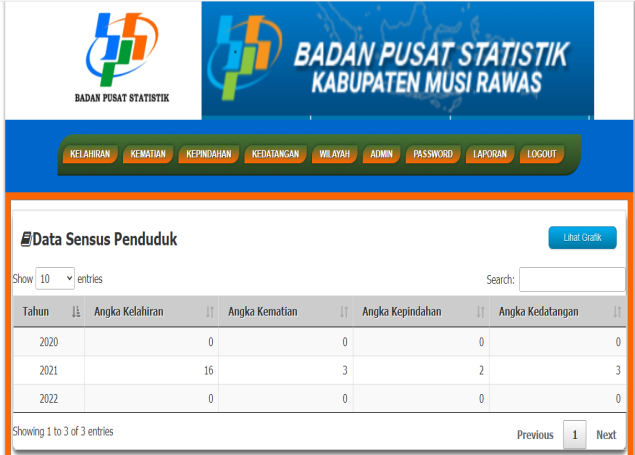 BADAN PUSAT STATISTIK
BADAN PUSAT STATISTIK
KABUPATEN MUSI RAWAS
KELAHIRAN KEMATIAN KEPINDAHAN KEDATANGAN WILAYAH ADMIN PASSWORD LAPORAN LOGOUT
Data Sensus Penduduk
Lihat Grafik
Show 10 entries Search:
Tahun Angka Kelahiran Angka Kematian Angka Kepindahan Angka Kedatangan
2020 0 0 0 0
2021 16 3 2 3
2022 0 0 0 0
Showing 1 to 3 of 3 entries
Previous 1 Next